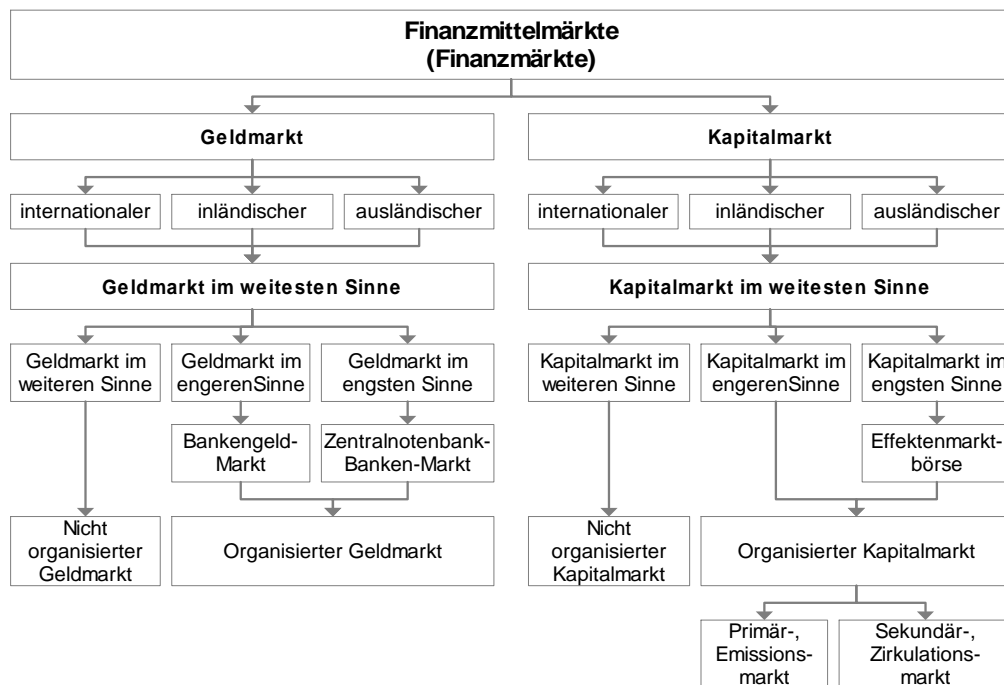 Finanzmittelmärkte
(Finanzmärkte)
Geldmarkt
Kapitalmarkt
internationaler
inländischer
ausländischer
internationaler
inländischer
ausländischer
Geldmarkt im weitesten Sinne
Kapitalmarkt im weitesten Sinne
Geldmarkt im
weiteren Sinne
Geldmarkt im
engerenSinne
Geldmarkt im
engsten Sinne
Kapitalmarkt im
weiteren Sinne
Kapitalmarkt im
engerenSinne
Kapitalmarkt im
engsten Sinne
Bankengeld-
Markt
Zentralnotenbank-
Banken-Markt
Effektenmarkt-
börse
Nicht
organisierter
Geldmarkt
Organisierter Geldmarkt
Nicht
organisierter
Kapitalmarkt
Organisierter Kapitalmarkt
Primär-,
Emissions-
markt
Sekundär-,
Zirkulations-
markt